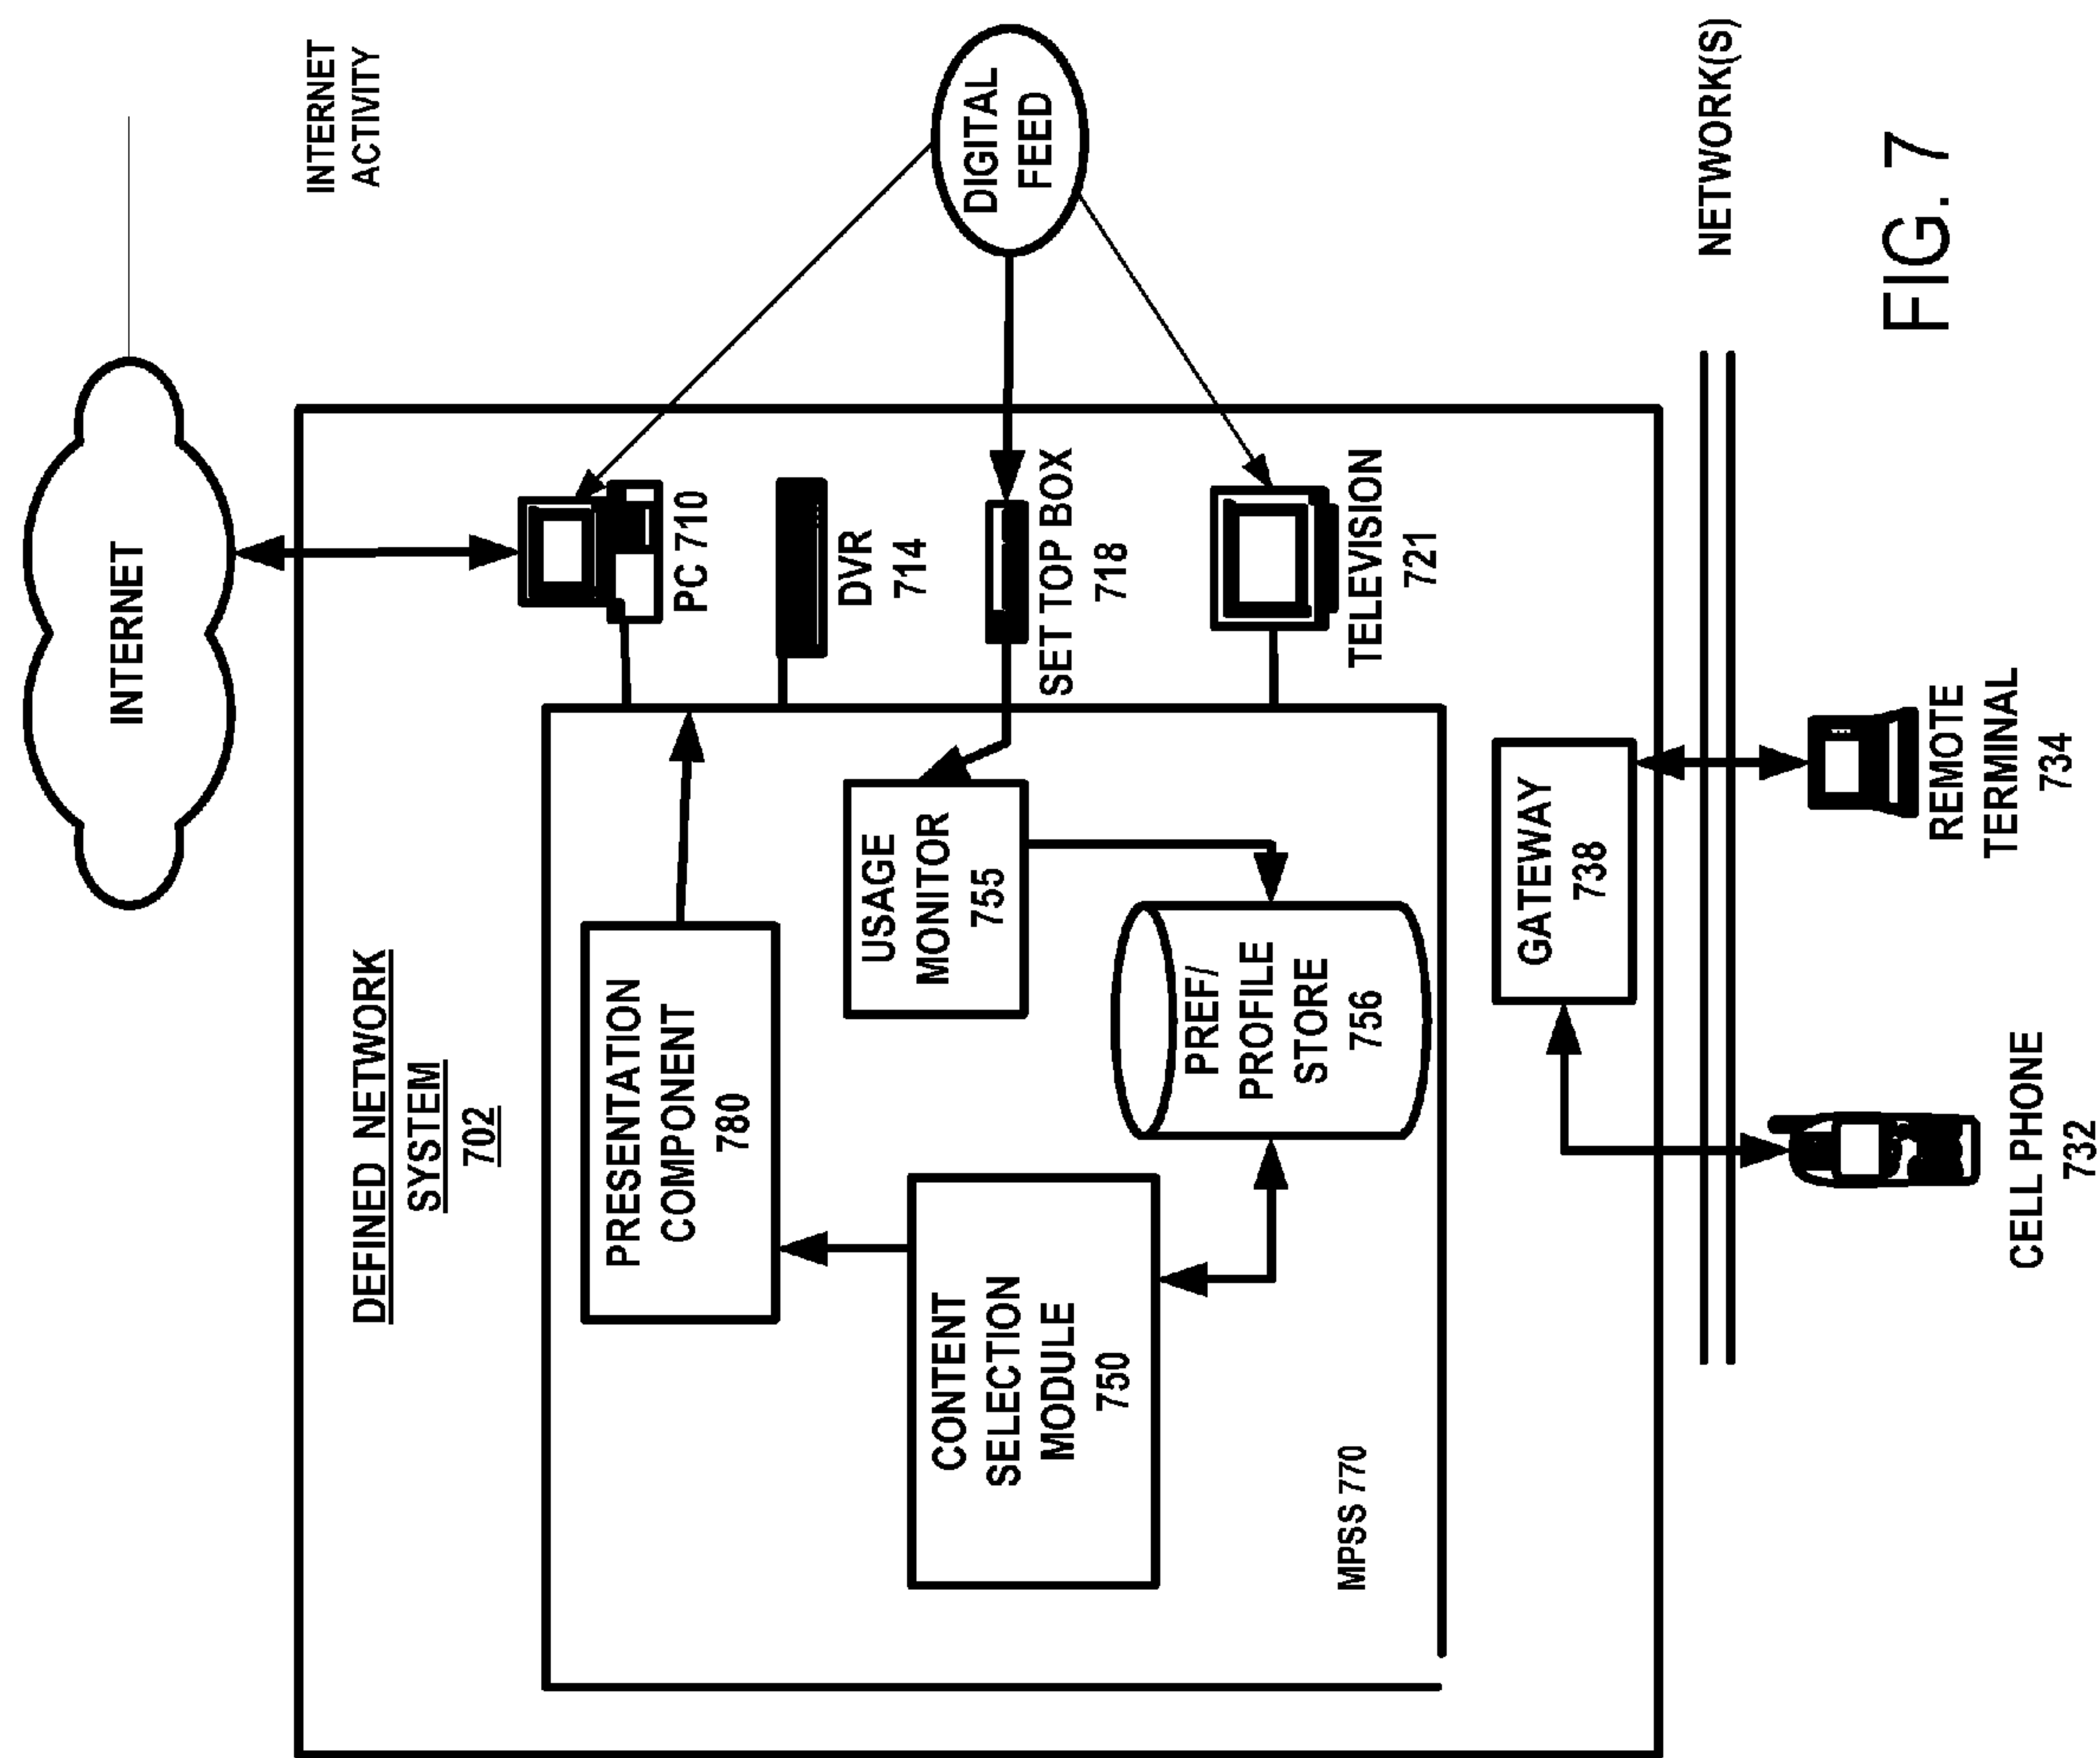 INTERNET
INTERNET
ACTIVITY
DEFINED NETWORK
SYSTEM
702
PC 710
DIGITAL
FEED
PRESENTATION
COMPONENT
780
DVR
714
USAGE
MONITOR
755
SET TOP BOX
718
CONTENT
SELECTION
MODULE
750
PREF/
PROFILE
STORE
756
TELEVISION
721
MPSS 770
GATEWAY
738
NETWORK(S)
CELL PHONE
732
REMOTE
TERMINAL
734
FIG. 7